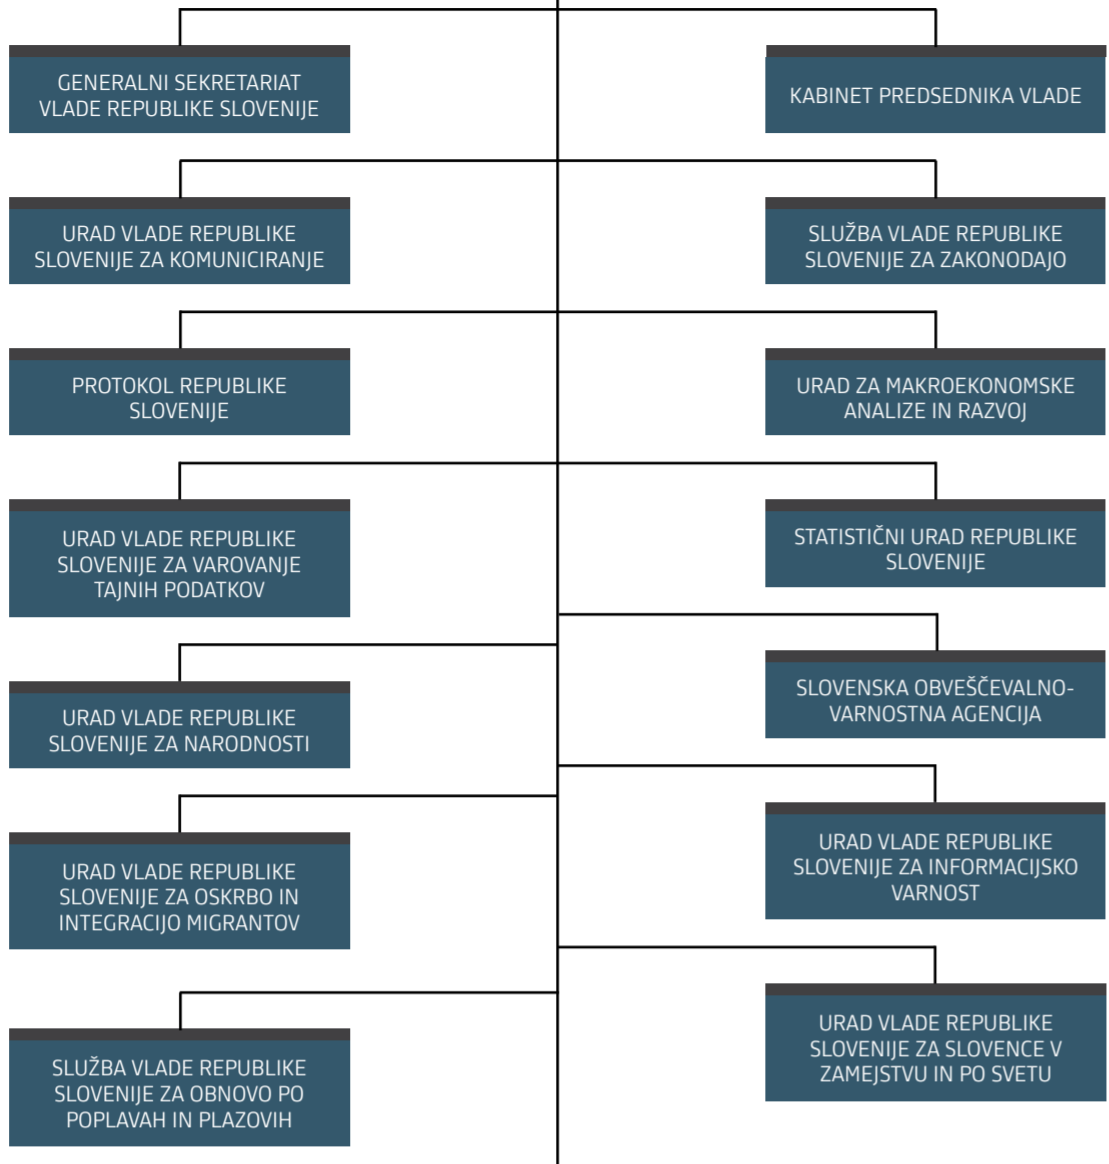 GENERALNI SEKRETARIAT
VLADE REPUBLIKE SLOVENIJE
KABINET PREDSEDNIKA VLADE
URAD VLADE REPUBLIKE
SLOVENIJE ZA KOMUNICIRANJE
SLUŽBA VLADE REPUBLIKE
SLOVENIJE ZA ZAKONODAJO
PROTOKOL REPUBLIKE
SLOVENIJE
URAD ZA MAKROEKONOMSKE
ANALIZE IN RAZVOJ
URAD VLADE REPUBLIKE
SLOVENIJE ZA VAROVANJE
TAJNIH PODATKOV
STATISTIČNI URAD REPUBLIKE
SLOVENIJE
URAD VLADE REPUBLIKE
SLOVENIJE ZA NARODNOSTI
SLOVENSKA OBVEŠČEVALNO-
VARNOSTNA AGENCIJA
URAD VLADE REPUBLIKE
SLOVENIJE ZA OSKRBO IN
INTEGRACIJO MIGRANTOV
URAD VLADE REPUBLIKE
SLOVENIJE ZA INFORMACIJSKO
VARNOST
SLUŽBA VLADE REPUBLIKE
SLOVENIJE ZA OBNOVO PO
POPLAVAH IN PLAZOVIH
URAD VLADE REPUBLIKE
SLOVENIJE ZA SLOVENCE V
ZAMEJSTVU IN PO SVETU